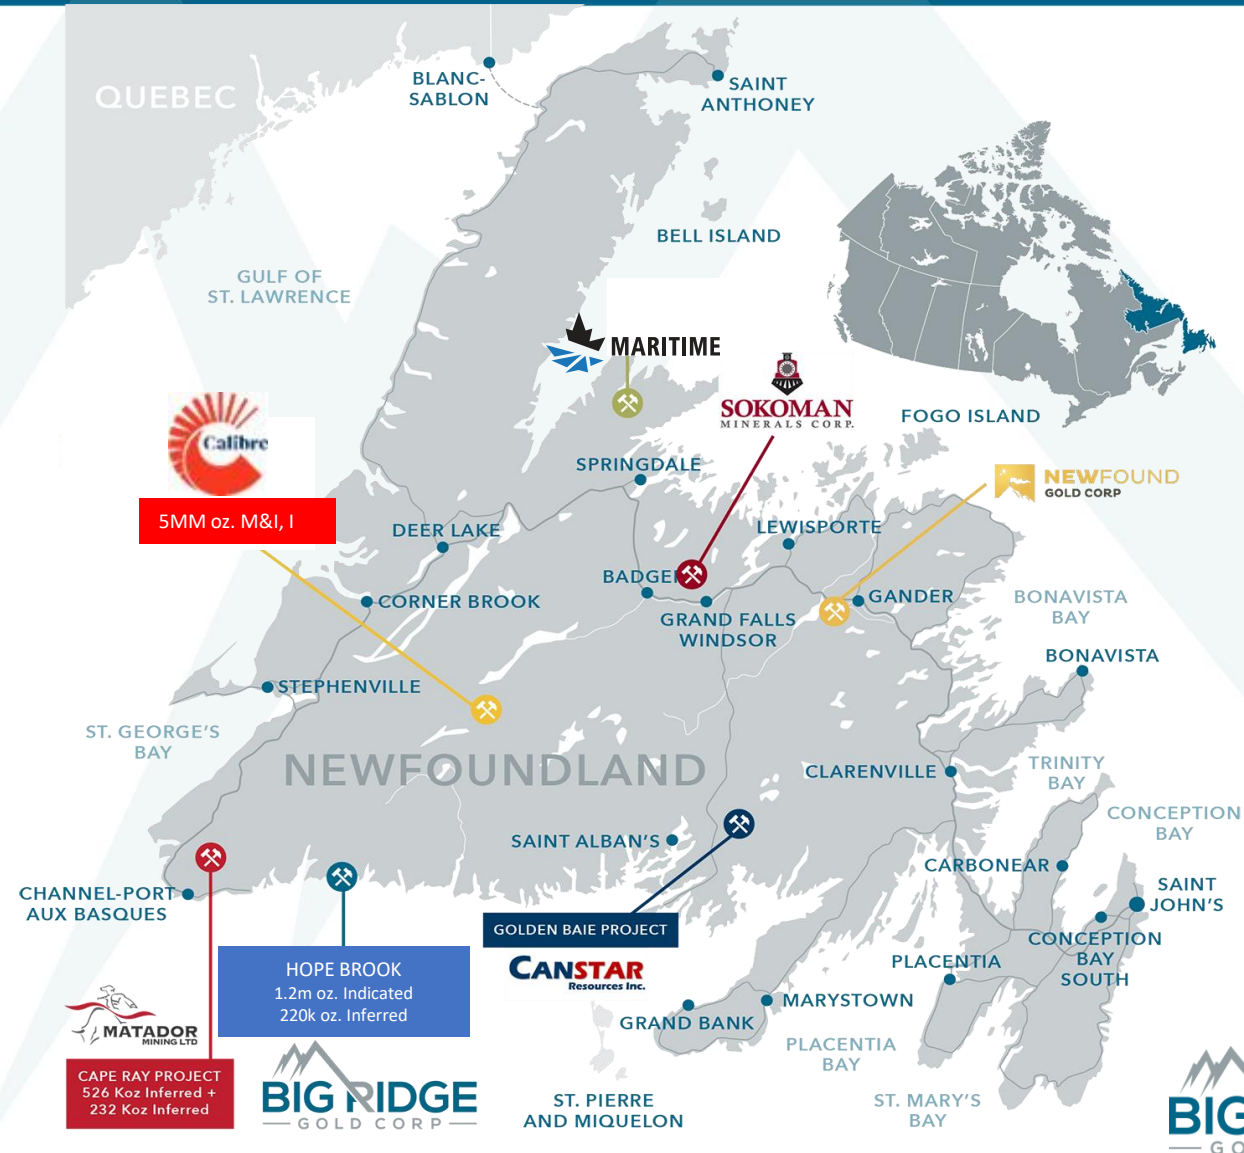 QUEBEC
BLANC-
SABLON
SAINT
ANTHONEY
BELL ISLAND
GULF OF
ST. LAWRENCE
MARITIME
SOKOMAN
MINERALS CORP.
FOGO ISLAND
Calibre
5MM oz. M&I, I
SPRINGDALE
NEWFOUND
GOLD CORP
DEER LAKE
LEWISPORTE
BADGE
CORNER BROOK
GRAND FALLS
WINDSOR
GANDER
BONAVISTA
BAY
BONAVISTA
STEPHENVILLE
ST. GEORGE'S
BAY
NEWFOUNDLAND
CLARENVILLE
TRINITY
BAY
CONCEPTION
BAY
SAINT ALBAN'S
CARBONEAR
CHANNEL-PORT
AUX BASQUES
SAINT
JOHN'S
GOLDEN BAIE PROJECT
CANSTAR
Resources Inc.
CONCEPTION
BAY
SOUTH
PLACENTIA
HOPE BROOK
1.2m oz. Indicated
220k oz. Inferred
MARYSTOWN
GRAND BANK
MATADOR
MINING LTD
PLACENTIA
BAY
CAPE RAY PROJECT
526 Koz Inferred +
232 Koz Inferred
BIG RIDGE
GOLD CORP
ST. PIERRE
AND MIQUELON
ST. MARY'S
BAY
BIG
GO